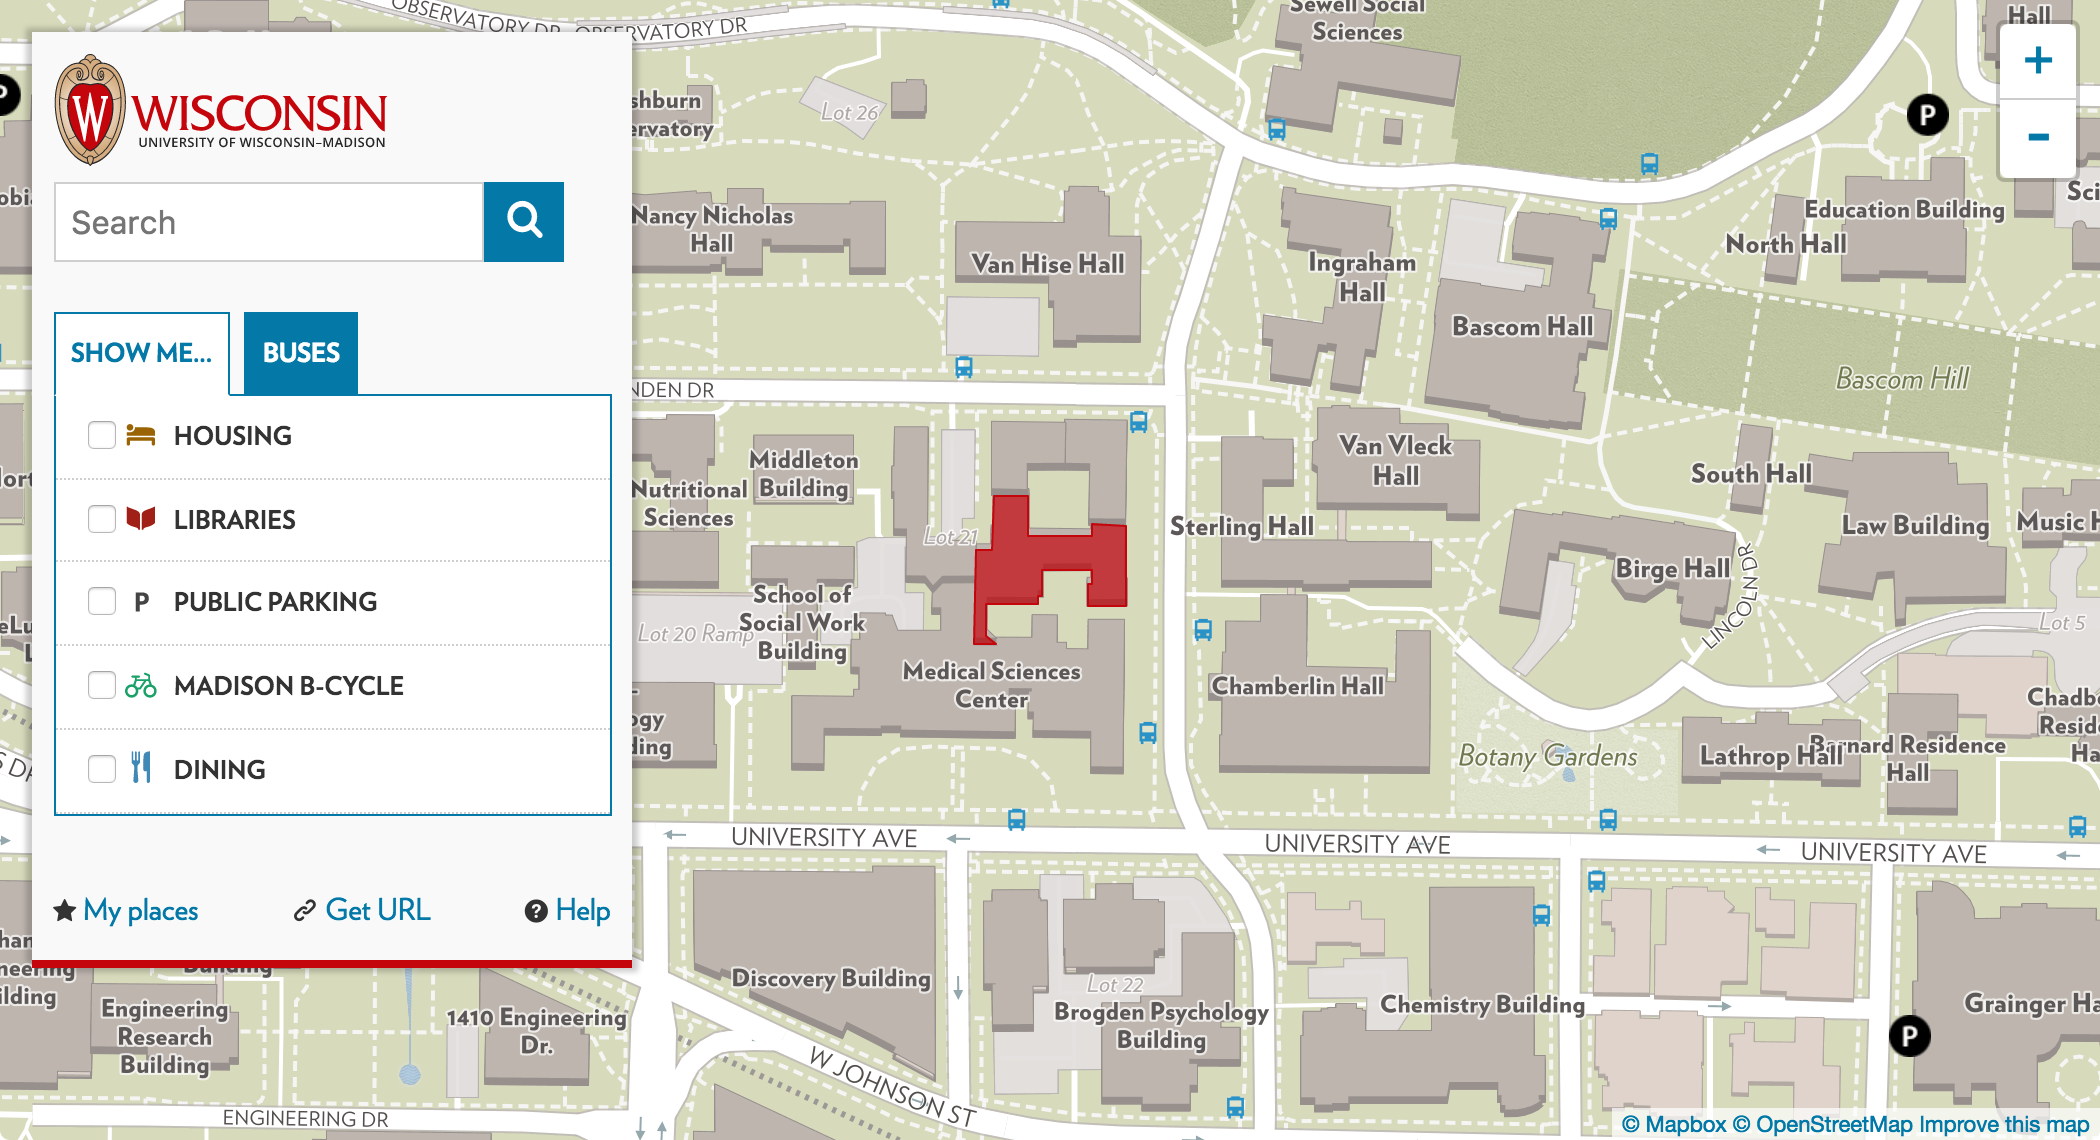 WISCONSIN
UNIVERSITY OF WISCONSIN–MADISON
Search
SHOW ME...
BUSES
HOUSING
LIBRARIES
P PUBLIC PARKING
MADISON B-CYCLE
DINING
My places
Get URL
Help
OBSERVATORY DR
OBSERVATORY DR
Sewell Social
Sciences
Hall
+
-
P
P
Lot 26
shburn
ervatory
Nancy Nicholas
Hall
Van Hise Hall
Ingraham
Hall
Bascom Hall
Education Building
North Hall
Sci
Bascom Hill
NDEN DR
Middleton
Building
Nutritional
Sciences
Lot 21
Sterling Hall
Van Vleck
Hall
South Hall
Law Building
Music H
Birge Hall
LINCOLN DR
School of
Social Work
Building
Lot 20 Ramp
Medical Sciences
Center
Chamberlin Hall
Lot 5
ogy
ding
Botany Gardens
Lathrop Hall
Barnard Residence
Hall
Chadb
Reside
Ha
UNIVERSITY AVE
UNIVERSITY AVE
UNIVERSITY AVE
Discovery Building
Lot 22
Brogden Psychology
Building
Chemistry Building
Grainger Ha
P
neering
ilding
Building
Engineering
Research
Building
1410 Engineering
Dr.
W JOHNSON ST
ENGINEERING DR
© Mapbox © OpenStreetMap Improve this map